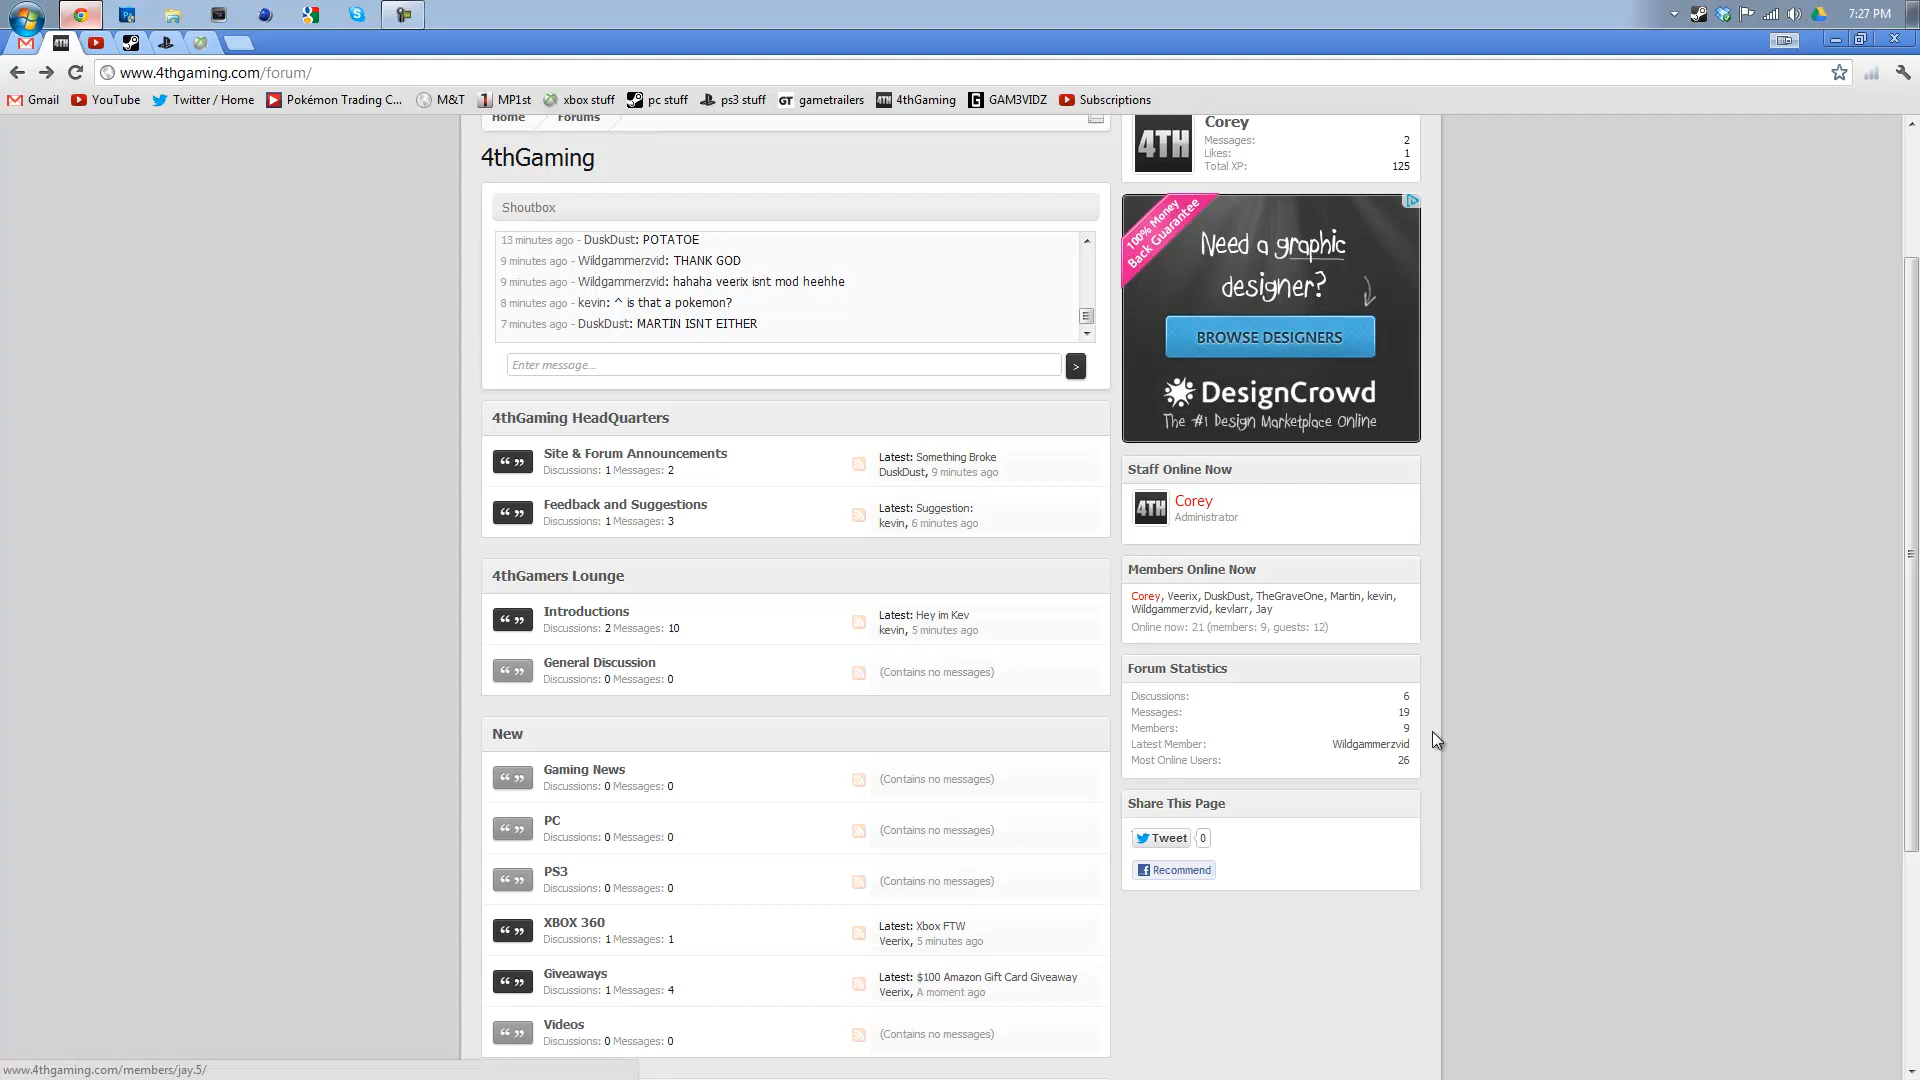 7:27 PM
www.4thgaming.com/forum/
Gmail YouTube Twitter / Home Pokémon Trading C... M&T MP1st xbox stuff pc stuff ps3 stuff GT gametrailers 4thGaming GAM3VIDZ Subscriptions
Home Forums
4thGaming
Shoutbox
13 minutes ago - DuskDust: POTATOE
9 minutes ago - Wildgammerzvid: THANK GOD
9 minutes ago - Wildgammerzvid: hahaha veerix isnt mod heehhe
8 minutes ago - kevin: ^ is that a pokemon?
7 minutes ago - DuskDust: MARTIN ISNT EITHER
Enter message...
>
4thGaming HeadQuarters
Site & Forum Announcements
Discussions: 1 Messages: 2
Latest: Something Broke
DuskDust, 9 minutes ago
Feedback and Suggestions
Discussions: 1 Messages: 3
Latest: Suggestion:
kevin, 6 minutes ago
4thGamers Lounge
Introductions
Discussions: 2 Messages: 10
Latest: Hey im Kev
kevin, 5 minutes ago
General Discussion
Discussions: 0 Messages: 0
(Contains no messages)
New
Gaming News
Discussions: 0 Messages: 0
(Contains no messages)
PC
Discussions: 0 Messages: 0
(Contains no messages)
PS3
Discussions: 0 Messages: 0
(Contains no messages)
XBOX 360
Discussions: 1 Messages: 1
Latest: Xbox FTW
Veerix, 5 minutes ago
Giveaways
Discussions: 1 Messages: 4
Latest: $100 Amazon Gift Card Giveaway
Veerix, A moment ago
Videos
Discussions: 0 Messages: 0
(Contains no messages)
4TH
Corey
Messages: 2
Likes: 1
Total XP: 125
100% Money
Back Guarantee
Need a graphic
designer?
BROWSE DESIGNERS
DesignCrowd
The #1 Design Marketplace Online
Staff Online Now
4TH
Corey
Administrator
Members Online Now
Corey, Veerix, DuskDust, TheGraveOne, Martin, kevin,
Wildgammerzvid, kevlarr, Jay
Online now: 21 (members: 9, guests: 12)
Forum Statistics
Discussions: 6
Messages: 19
Members: 9
Latest Member: Wildgammerzvid
Most Online Users: 26
Share This Page
Tweet 0
Recommend
www.4thgaming.com/members/jay.5/